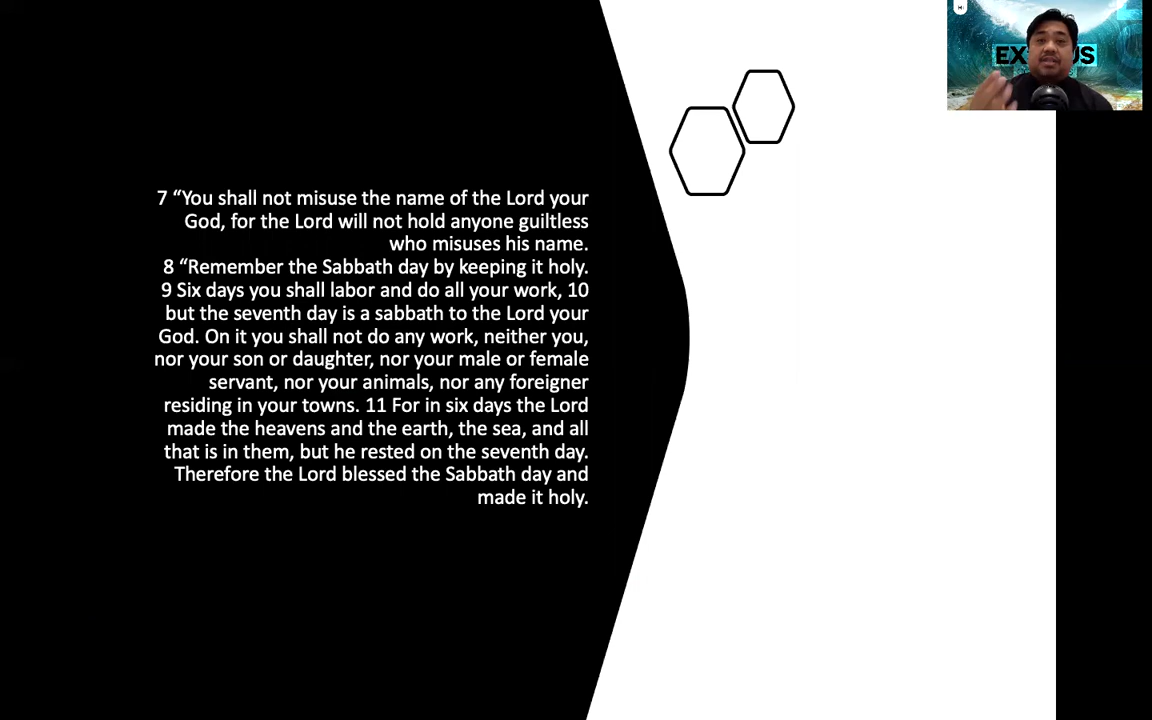 7 “You shall not misuse the name of the Lord your
God, for the Lord will not hold anyone guiltless
who misuses his name.
8 “Remember the Sabbath day by keeping it holy.
9 Six days you shall labor and do all your work, 10
but the seventh day is a sabbath to the Lord your
God. On it you shall not do any work, neither you,
nor your son or daughter, nor your male or female
servant, nor your animals, nor any foreigner
residing in your towns. 11 For in six days the Lord
made the heavens and the earth, the sea, and all
that is in them, but he rested on the seventh day.
Therefore the Lord blessed the Sabbath day and
made it holy.